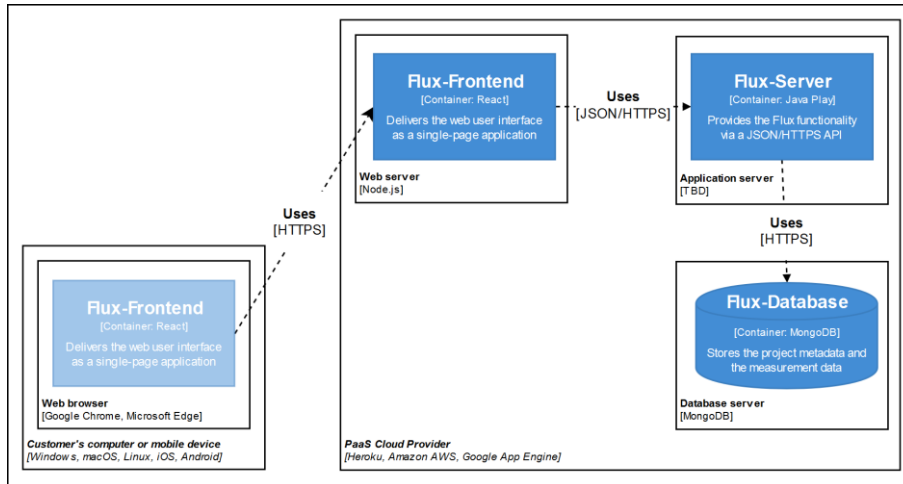 Flux-Frontend
[Container: React]
Delivers the web user interface
as a single-page application
Web server
[Node.js]
Uses
[JSON/HTTPS]
Flux-Server
[Container: Java Play]
Provides the Flux functionality
via a JSON/HTTPS API
Application server
[TBD]
Uses
[HTTPS]
Uses
[HTTPS]
Flux-Frontend
[Container: React]
Delivers the web user interface
as a single-page application
Web browser
[Google Chrome, Microsoft Edge]
Customer's computer or mobile device
[Windows, macOS, Linux, iOS, Android]
Flux-Database
[Container: MongoDB]
Stores the project metadata and
the measurement data
Database server
[MongoDB]
PaaS Cloud Provider
[Heroku, Amazon AWS, Google App Engine]